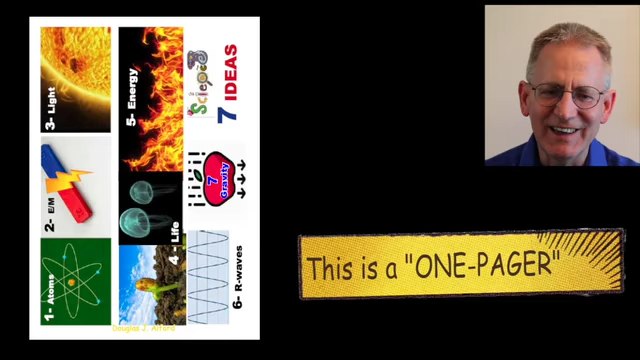 1- Atoms
2- E/M
3- Light
4 - Life
5- Energy
6- R-waves
7
Gravity
Science
7 IDEAS
Douglas J. Alford
This is a "ONE-PAGER"